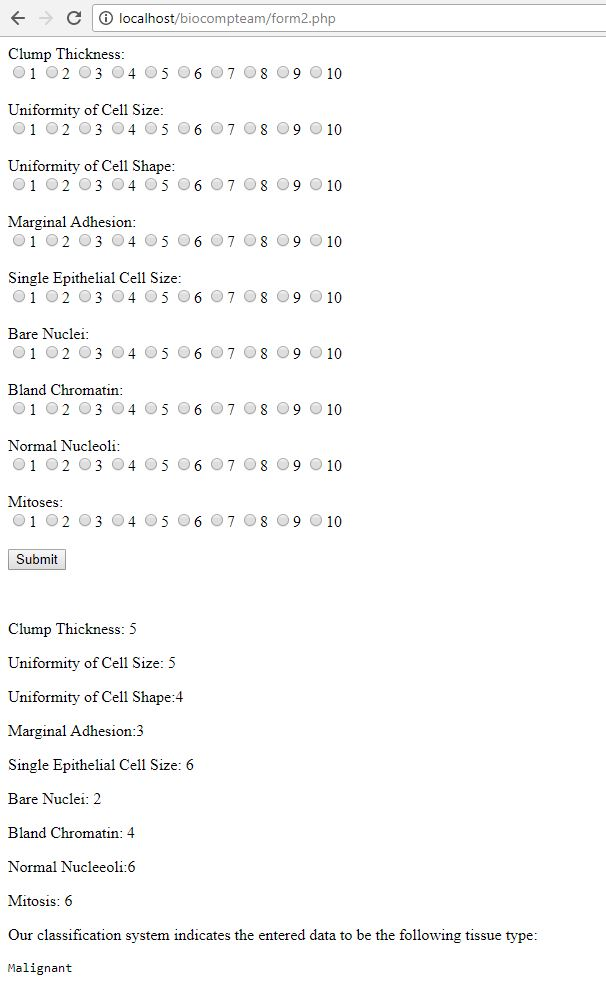 localhost/biocompteam/form2.php
Clump Thickness:
1 2 3 4 5 6 7 8 9 10
Uniformity of Cell Size:
1 2 3 4 5 6 7 8 9 10
Uniformity of Cell Shape:
1 2 3 4 5 6 7 8 9 10
Marginal Adhesion:
1 2 3 4 5 6 7 8 9 10
Single Epithelial Cell Size:
1 2 3 4 5 6 7 8 9 10
Bare Nuclei:
1 2 3 4 5 6 7 8 9 10
Bland Chromatin:
1 2 3 4 5 6 7 8 9 10
Normal Nucleoli:
1 2 3 4 5 6 7 8 9 10
Mitoses:
1 2 3 4 5 6 7 8 9 10
Submit
Clump Thickness: 5
Uniformity of Cell Size: 5
Uniformity of Cell Shape:4
Marginal Adhesion:3
Single Epithelial Cell Size: 6
Bare Nuclei: 2
Bland Chromatin: 4
Normal Nucleeoli:6
Mitosis: 6
Our classification system indicates the entered data to be the following tissue type:
Malignant